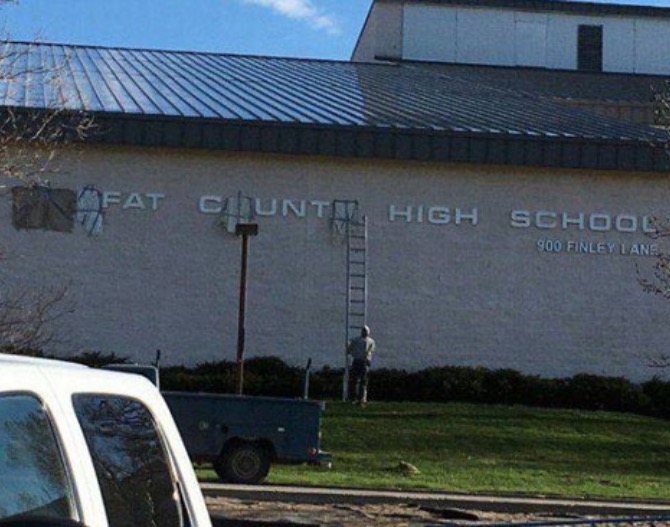 FAT C UNT HIGH SCHOOL
900 FINLEY LANE